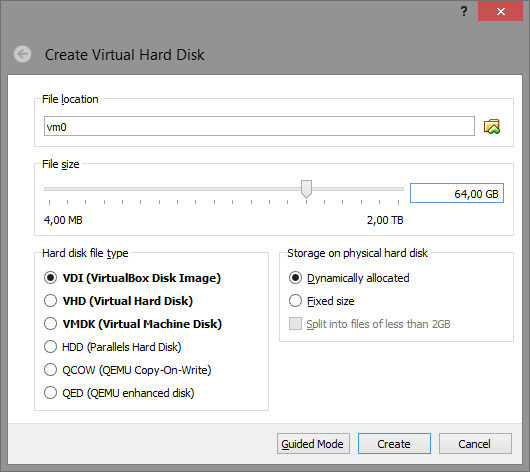 ?
Create Virtual Hard Disk
File location
vm0
File size
64,00 GB
4,00 MB 2,00 TB
Hard disk file type
VDI (VirtualBox Disk Image)
VHD (Virtual Hard Disk)
VMDK (Virtual Machine Disk)
HDD (Parallels Hard Disk)
QCOW (QEMU Copy-On-Write)
QED (QEMU enhanced disk)
Storage on physical hard disk
Dynamically allocated
Fixed size
Split into files of less than 2GB
Guided Mode Create Cancel